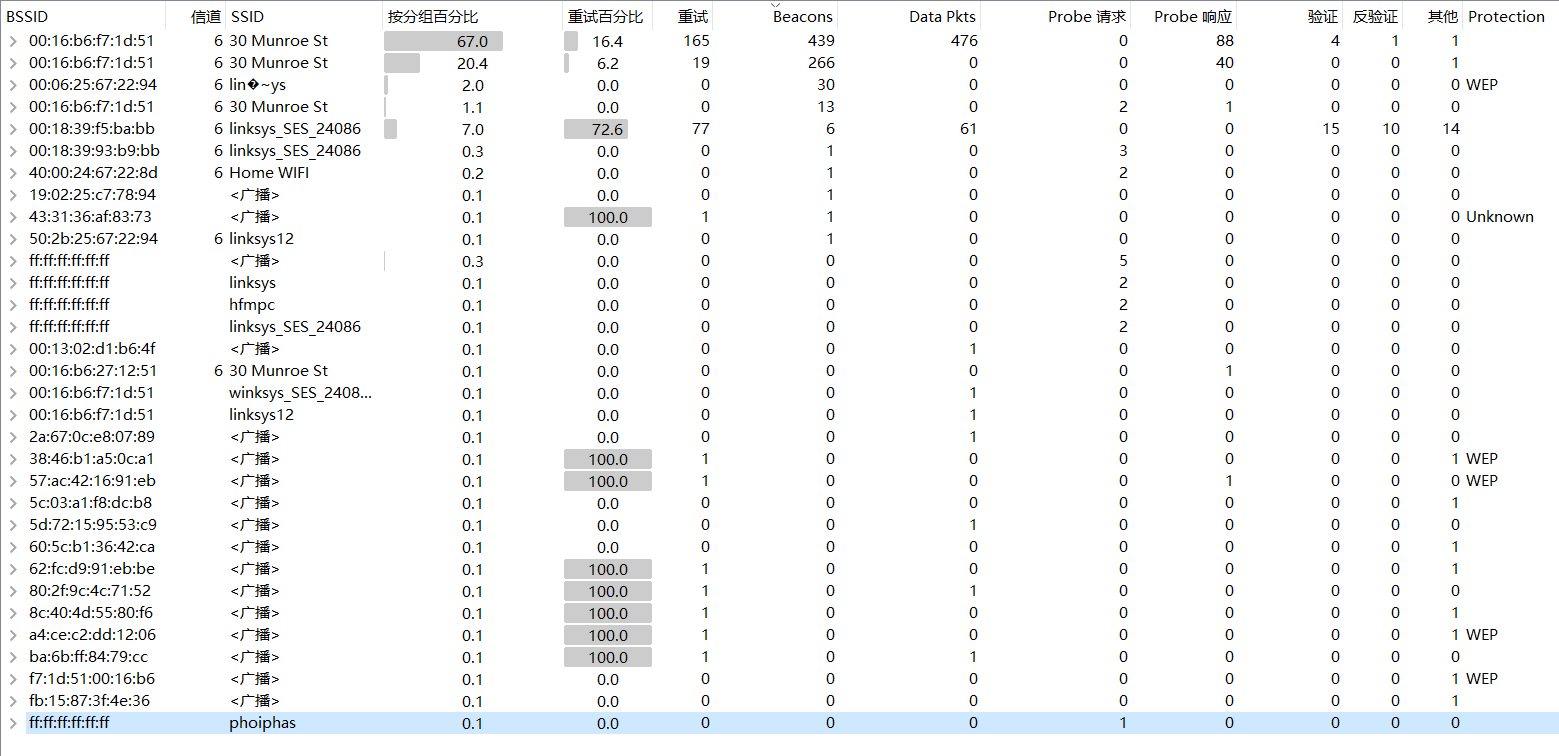 BSSID 信道 SSID 按分组百分比 重试百分比 重试 Beacons Data Pkts Probe 请求 Probe 响应 验证 反验证 其他 Protection
00:16:b6:f7:1d:51 6 30 Munroe St 67.0 16.4 165 439 476 0 88 4 1 1
00:16:b6:f7:1d:51 6 30 Munroe St 20.4 6.2 19 266 0 0 40 0 0 1
00:06:25:67:22:94 6 lin�~ys 2.0 0.0 0 30 0 0 0 0 0 0 WEP
00:16:b6:f7:1d:51 6 30 Munroe St 1.1 0.0 0 13 0 2 1 0 0 0
00:18:39:f5:ba:bb 6 linksys_SES_24086 7.0 72.6 77 6 61 0 0 15 10 14
00:18:39:93:b9:bb 6 linksys_SES_24086 0.3 0.0 0 1 0 3 0 0 0 0
40:00:24:67:22:8d 6 Home WIFI 0.2 0.0 0 1 0 2 0 0 0 0
19:02:25:c7:78:94 <广播> 0.1 0.0 0 1 0 0 0 0 0 0
43:31:36:af:83:73 <广播> 0.1 100.0 1 1 0 0 0 0 0 0 Unknown
50:2b:25:67:22:94 6 linksys12 0.1 0.0 0 1 0 0 0 0 0 0
ff:ff:ff:ff:ff:ff <广播> 0.3 0.0 0 0 0 5 0 0 0 0
ff:ff:ff:ff:ff:ff linksys 0.1 0.0 0 0 0 2 0 0 0 0
ff:ff:ff:ff:ff:ff hfmpc 0.1 0.0 0 0 0 2 0 0 0 0
ff:ff:ff:ff:ff:ff linksys_SES_24086 0.1 0.0 0 0 0 2 0 0 0 0
00:13:02:d1:b6:4f <广播> 0.1 0.0 0 0 1 0 0 0 0 0
00:16:b6:27:12:51 6 30 Munroe St 0.1 0.0 0 0 0 0 1 0 0 0
00:16:b6:f7:1d:51 winksys_SES_2408... 0.1 0.0 0 0 1 0 0 0 0 0
00:16:b6:f7:1d:51 linksys12 0.1 0.0 0 0 1 0 0 0 0 0
2a:67:0c:e8:07:89 <广播> 0.1 0.0 0 0 1 0 0 0 0 0
38:46:b1:a5:0c:a1 <广播> 0.1 100.0 1 0 0 0 0 0 0 1 WEP
57:ac:42:16:91:eb <广播> 0.1 100.0 1 0 0 0 1 0 0 0 WEP
5c:03:a1:f8:dc:b8 <广播> 0.1 0.0 0 0 0 0 0 0 0 1
5d:72:15:95:53:c9 <广播> 0.1 0.0 0 0 1 0 0 0 0 0
60:5c:b1:36:42:ca <广播> 0.1 0.0 0 0 0 0 0 0 0 1
62:fc:d9:91:eb:be <广播> 0.1 100.0 1 0 0 0 0 0 0 1
80:2f:9c:4c:71:52 <广播> 0.1 100.0 1 0 1 0 0 0 0 0
8c:40:4d:55:80:f6 <广播> 0.1 100.0 1 0 0 0 0 0 0 1
a4:ce:c2:dd:12:06 <广播> 0.1 100.0 1 0 0 0 0 0 0 1 WEP
ba:6b:ff:84:79:cc <广播> 0.1 100.0 1 0 1 0 0 0 0 0
f7:1d:51:00:16:b6 <广播> 0.1 0.0 0 0 0 0 0 0 0 1 WEP
fb:15:87:3f:4e:36 <广播> 0.1 0.0 0 0 0 0 0 0 0 1
ff:ff:ff:ff:ff:ff phoiphas 0.1 0.0 0 0 0 1 0 0 0 0